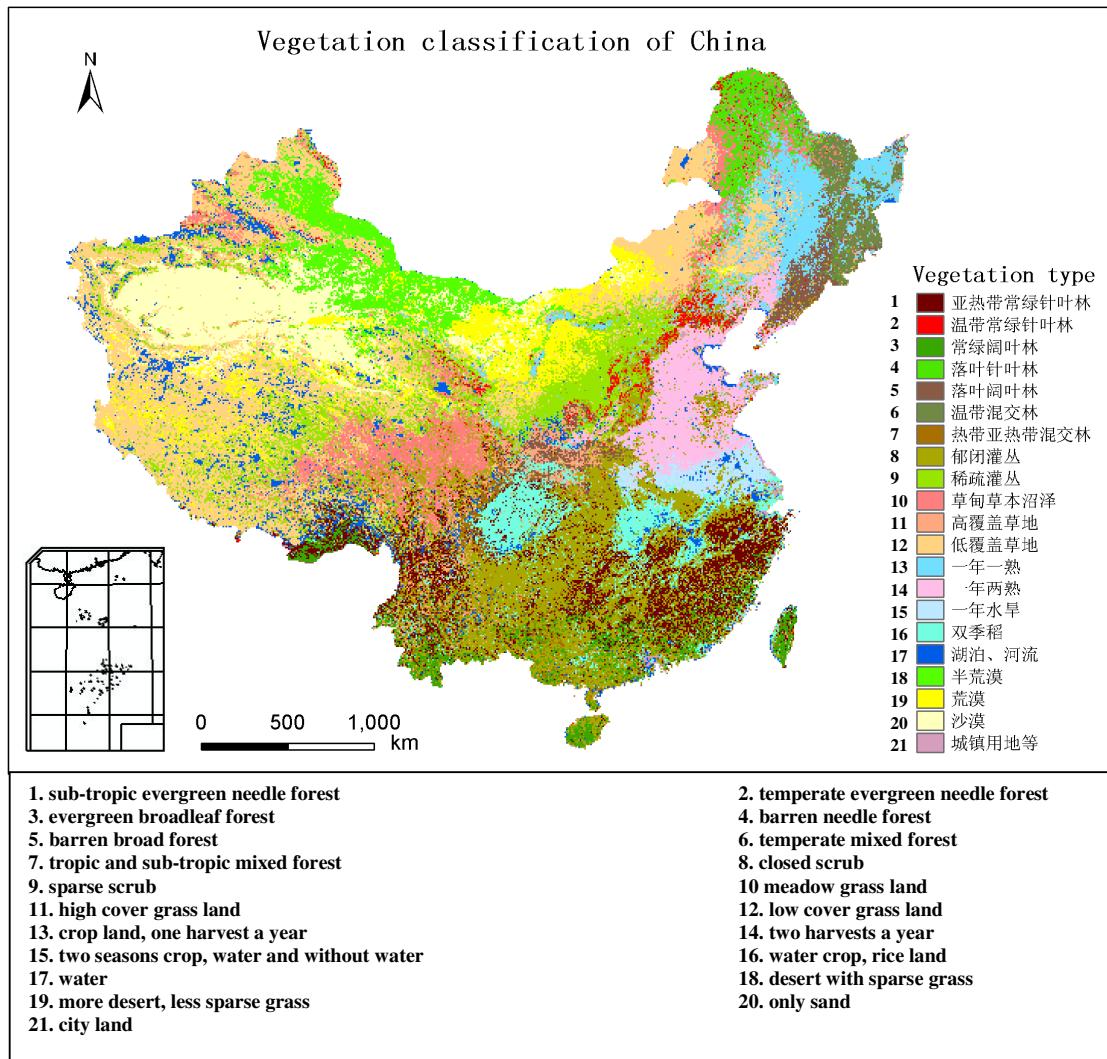 Vegetation classification of China
N
Vegetation type
1 亚热带常绿针叶林
2 温带常绿针叶林
3 常绿阔叶林
4 落叶针叶林
5 落叶阔叶林
6 温带混交林
7 热带亚热带混交林
8 郁闭灌丛
9 稀疏灌丛
10 草甸草本沼泽
11 高覆盖草地
12 低覆盖草地
13 一年一熟
14 一年两熟
15 一年水旱
16 双季稻
17 湖泊、河流
18 半荒漠
19 荒漠
20 沙漠
21 城镇用地等
0 500 1,000
km
1. sub-tropic evergreen needle forest 2. temperate evergreen needle forest
3. evergreen broadleaf forest 4. barren needle forest
5. barren broad forest 6. temperate mixed forest
7. tropic and sub-tropic mixed forest 8. closed scrub
9. sparse scrub 10 meadow grass land
11. high cover grass land 12. low cover grass land
13. crop land, one harvest a year 14. two harvests a year
15. two seasons crop, water and without water 16. water crop, rice land
17. water 18. desert with sparse grass
19. more desert, less sparse grass 20. only sand
21. city land